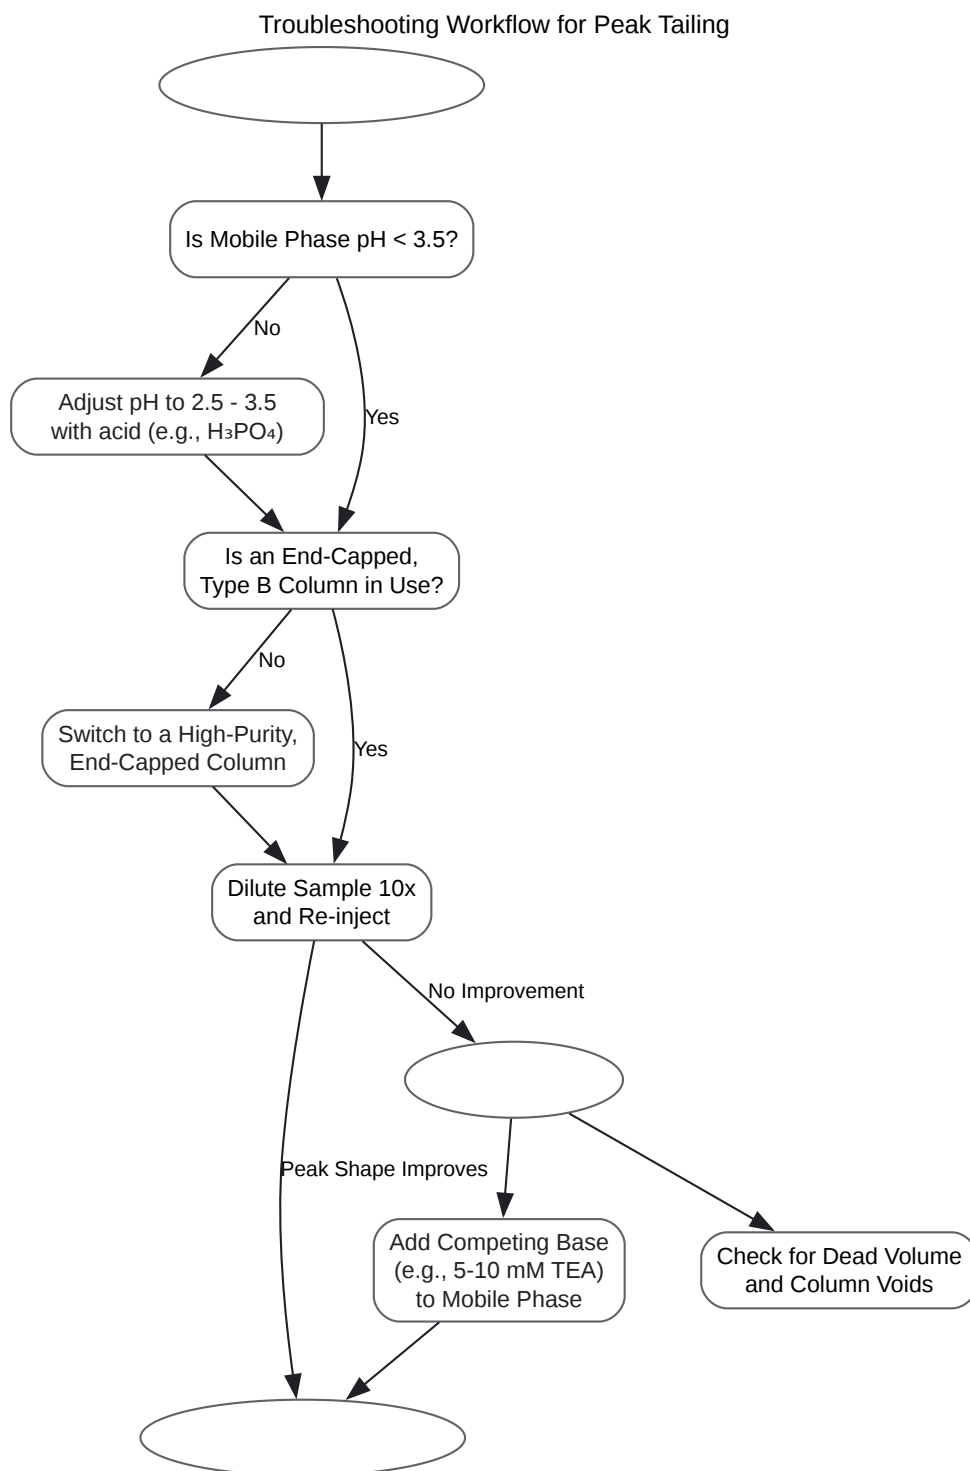 Troubleshooting Workflow for Peak Tailing
Is Mobile Phase pH < 3.5?
No
Yes
Adjust pH to 2.5 - 3.5
with acid (e.g., H₃PO₄)
Is an End-Capped,
Type B Column in Use?
No
Yes
Switch to a High-Purity,
End-Capped Column
Dilute Sample 10x
and Re-inject
No Improvement
Peak Shape Improves
Add Competing Base
(e.g., 5-10 mM TEA)
to Mobile Phase
Check for Dead Volume
and Column Voids